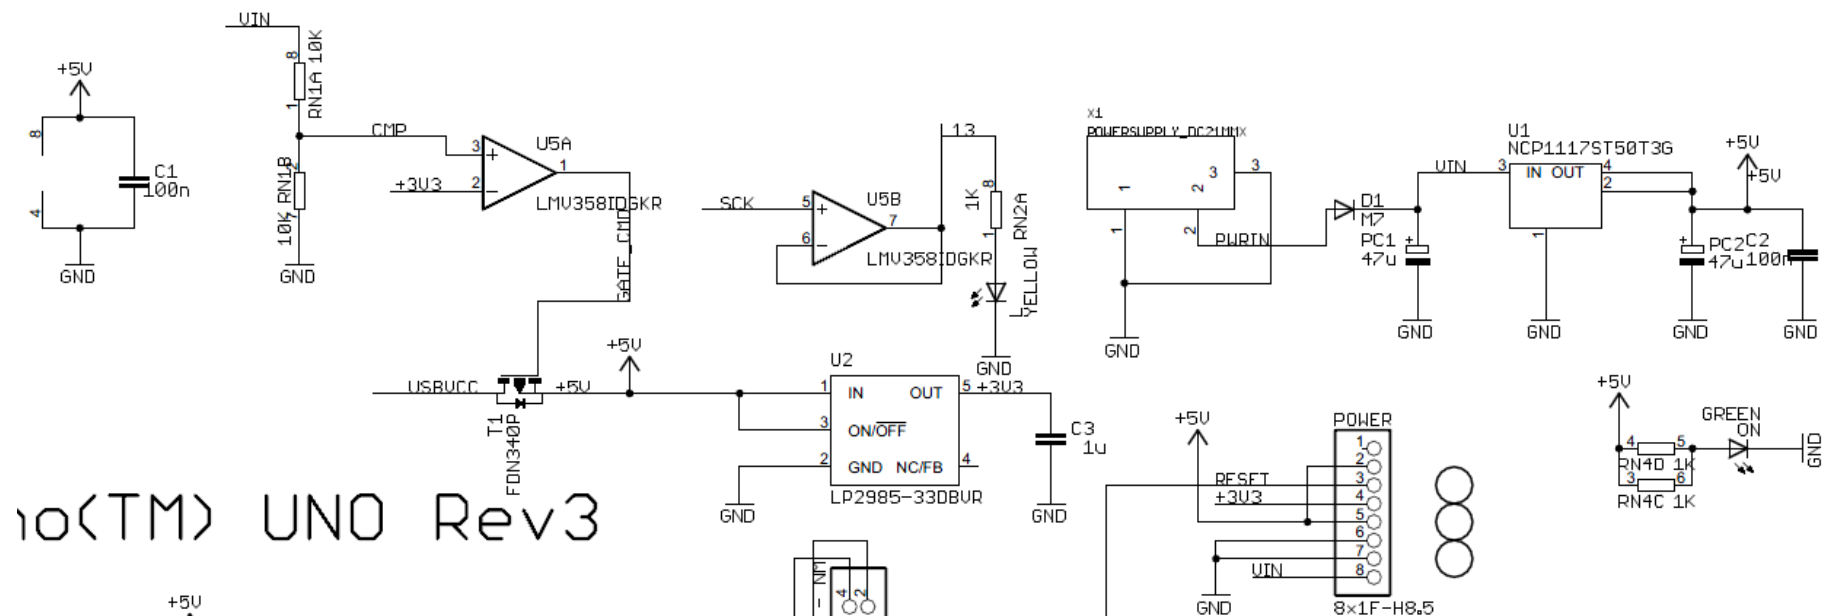 VIN
8
RN1A 10K
1
+5V
8
4
C1
100n
GND
CMP
10K RN1B
2
7
GND
+3V3
3
2
1
U5A
LMV358IDGKR
GATE_CMD
SCK
5
6
7
U5B
LMV358IDGKR
13
8
1K
RN2A
1
L
YELLOW
GND
X1
POWERSUPPLY_DC21MMX
1
2
3
3
1
2
PWRIN
GND
D1
M7
PC1
47u
GND
VIN
U1
NCP1117ST50T3G
3
IN OUT
4
2
1
GND
+5V
+5V
PC2
47u
GND
C2
100n
GND
USBVCC
T1
FDN340P
+5V
+5V
U2
1
IN
OUT
5
+3V3
3
ON/OFF
2
GND
NC/FB
4
LP2985-33DBVR
GND
C3
1u
GND
+5V
RESET
+3V3
VIN
GND
POWER
1
2
3
4
5
6
7
8
8x1F-H8.5
+5V
GREEN
ON
4
5
RN4D 1K
3
6
RN4C 1K
GND
no(TM) UNO Rev3
+5V
- NM
4
2